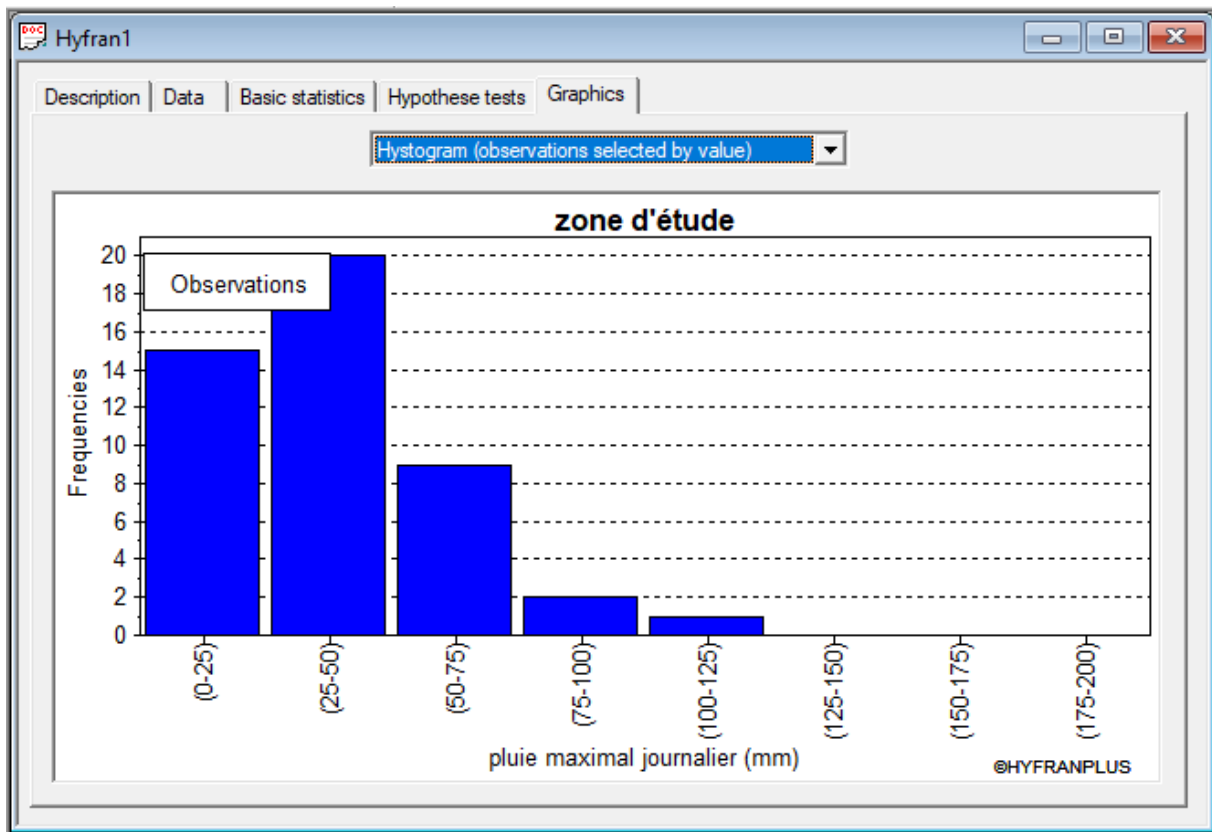 DOC
Hyfran1
Description Data Basic statistics Hypothese tests Graphics
Hystogram (observations selected by value)
zone d'étude
Observations
Frequencies
20
18
16
14
12
10
8
6
4
2
0
(0-25) (25-50) (50-75) (75-100) (100-125) (125-150) (150-175) (175-200)
pluie maximal journalier (mm)
©HYFRANPLUS